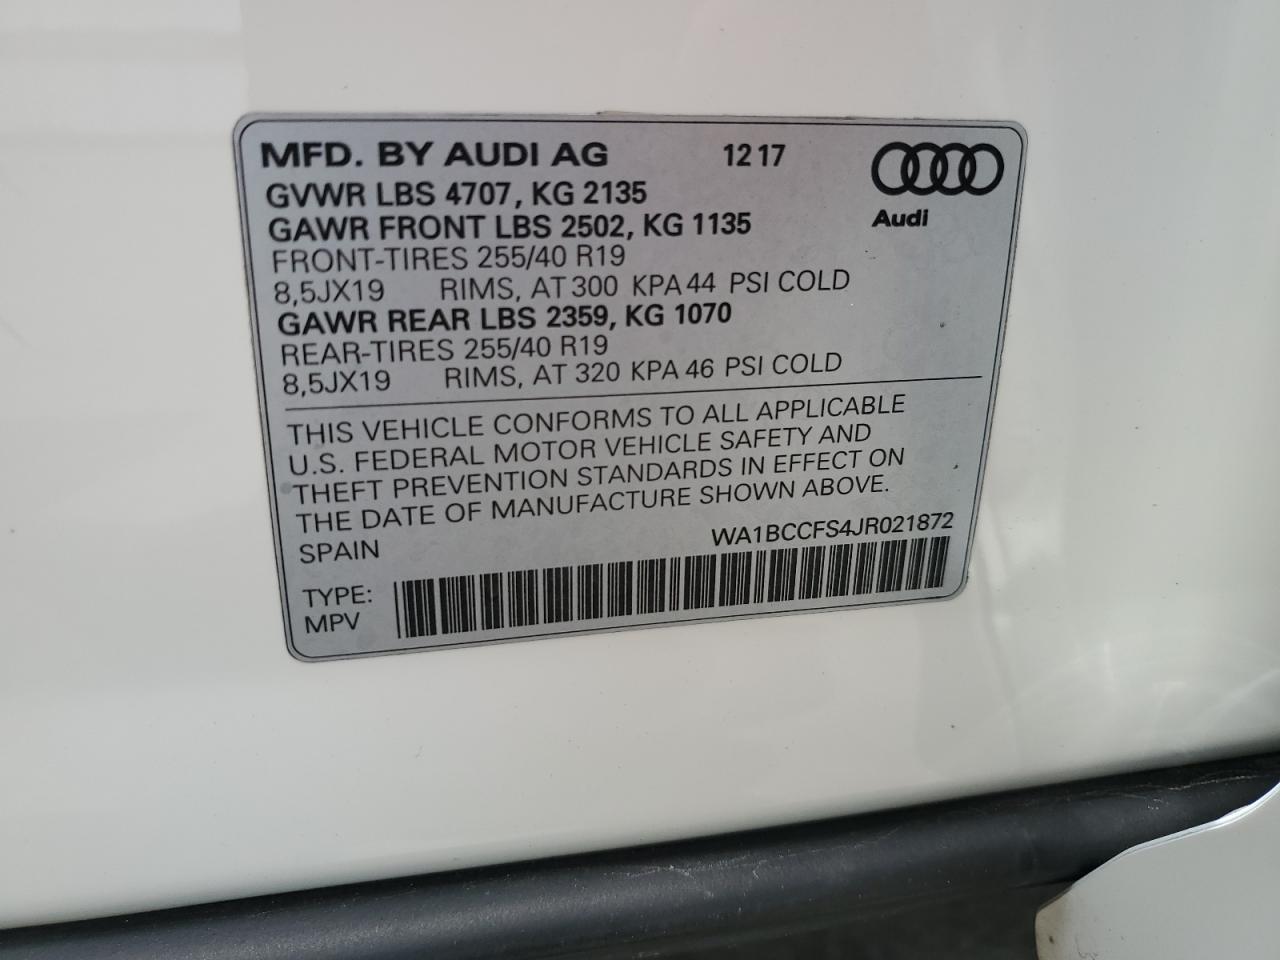 MFD. BY AUDI AG 12 17
GVWR LBS 4707, KG 2135
GAWR FRONT LBS 2502, KG 1135
Audi
FRONT-TIRES 255/40 R19
8,5JX19 RIMS, AT 300 KPA 44 PSI COLD
GAWR REAR LBS 2359, KG 1070
REAR-TIRES 255/40 R19
8,5JX19 RIMS, AT 320 KPA 46 PSI COLD
THIS VEHICLE CONFORMS TO ALL APPLICABLE
U.S. FEDERAL MOTOR VEHICLE SAFETY AND
THEFT PREVENTION STANDARDS IN EFFECT ON
THE DATE OF MANUFACTURE SHOWN ABOVE.
SPAIN WA1BCCFS4JR021872
TYPE:
MPV